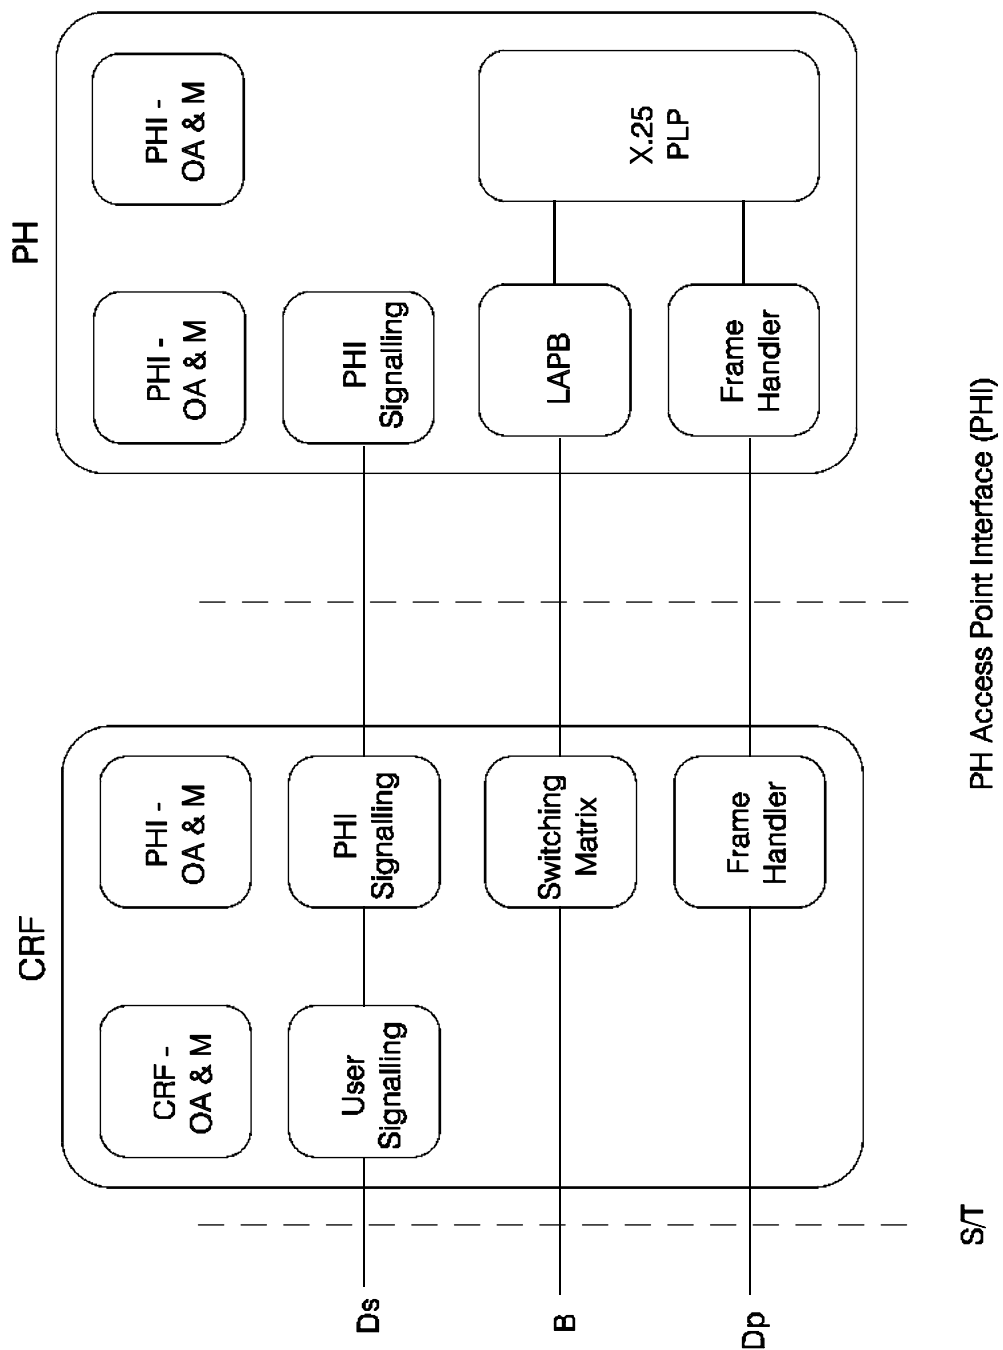 CRF
PH
CRF -
OA & M
PHI -
OA & M
PHI -
OA & M
PHI -
OA & M
Ds
User
Signalling
PHI
Signalling
PHI
Signalling
B
Switching
Matrix
LAPB
X.25
PLP
Dp
Frame
Handler
Frame
Handler
S/T
PH Access Point Interface (PHI)